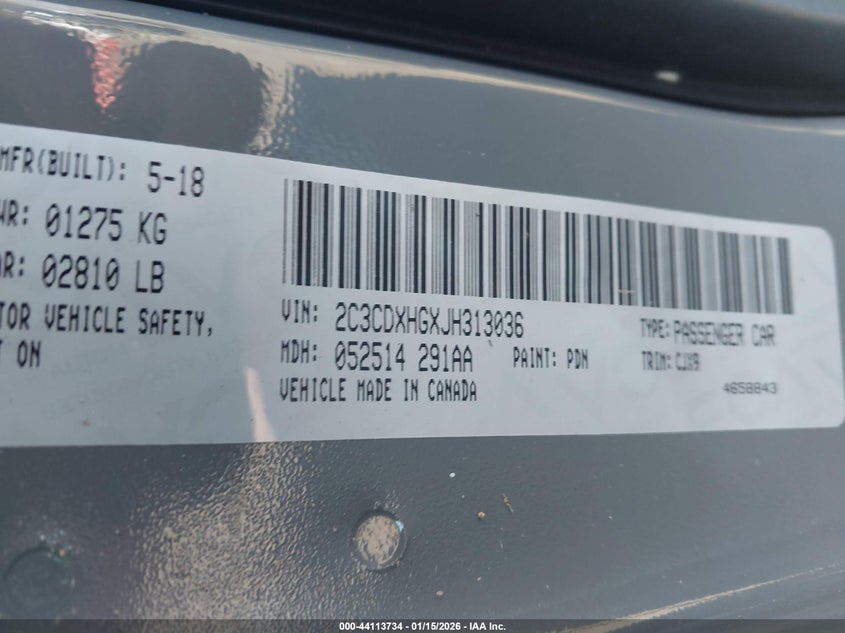 MFR(BUILT): 5-18
WR: 01275 KG
AR: 02810 LB
TOR VEHICLE SAFETY,
T ON
VIN: 2C3CDXHGXJH313036
TYPE: PASSENGER CAR
MDH: 052514 291AA
PAINT: PDN
TRIM: CJX9
VEHICLE MADE IN CANADA
4658843
000-44113734 - 01/15/2026 - IAA Inc.